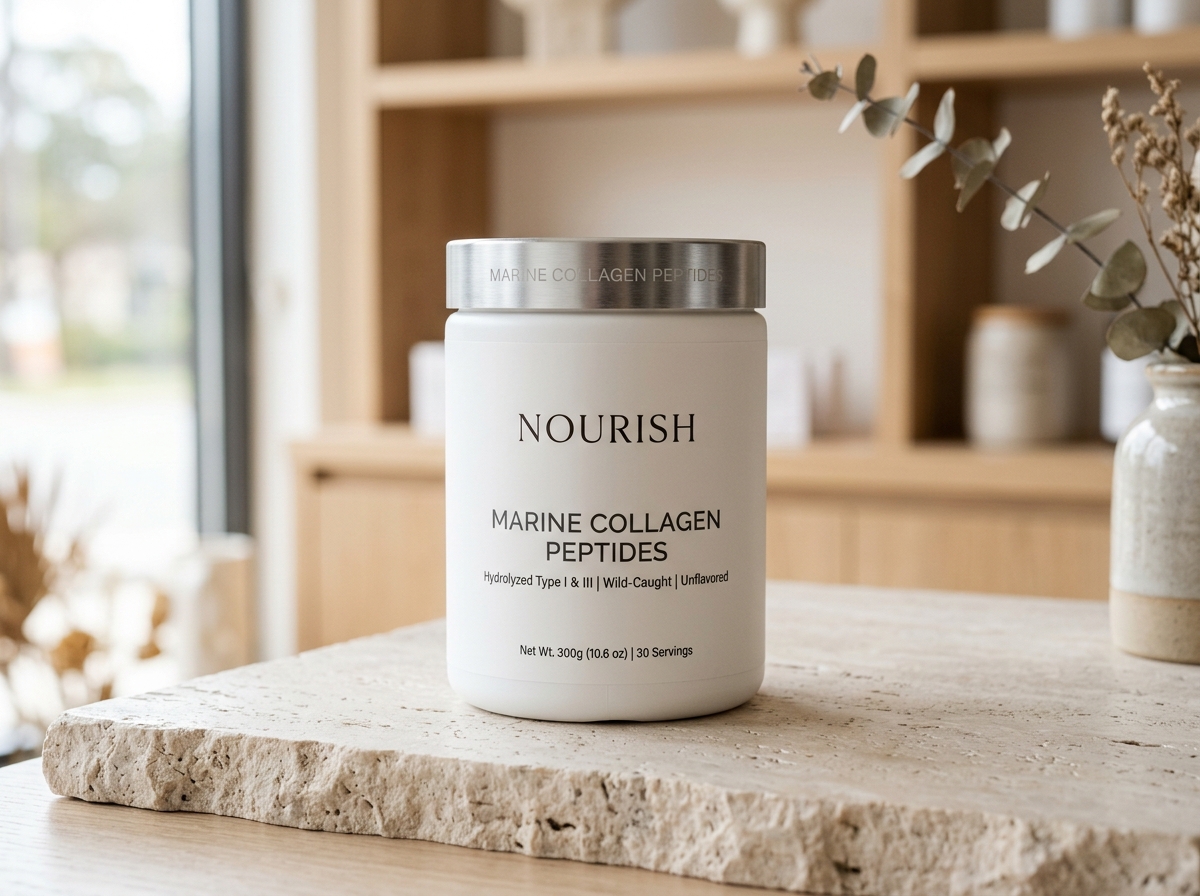 MARINE COLLAGEN PEPTIDES
NOURISH
MARINE COLLAGEN
PEPTIDES
Hydrolyzed Type I & III | Wild-Caught | Unflavored
Net Wt. 300g (10.6 oz) | 30 Servings